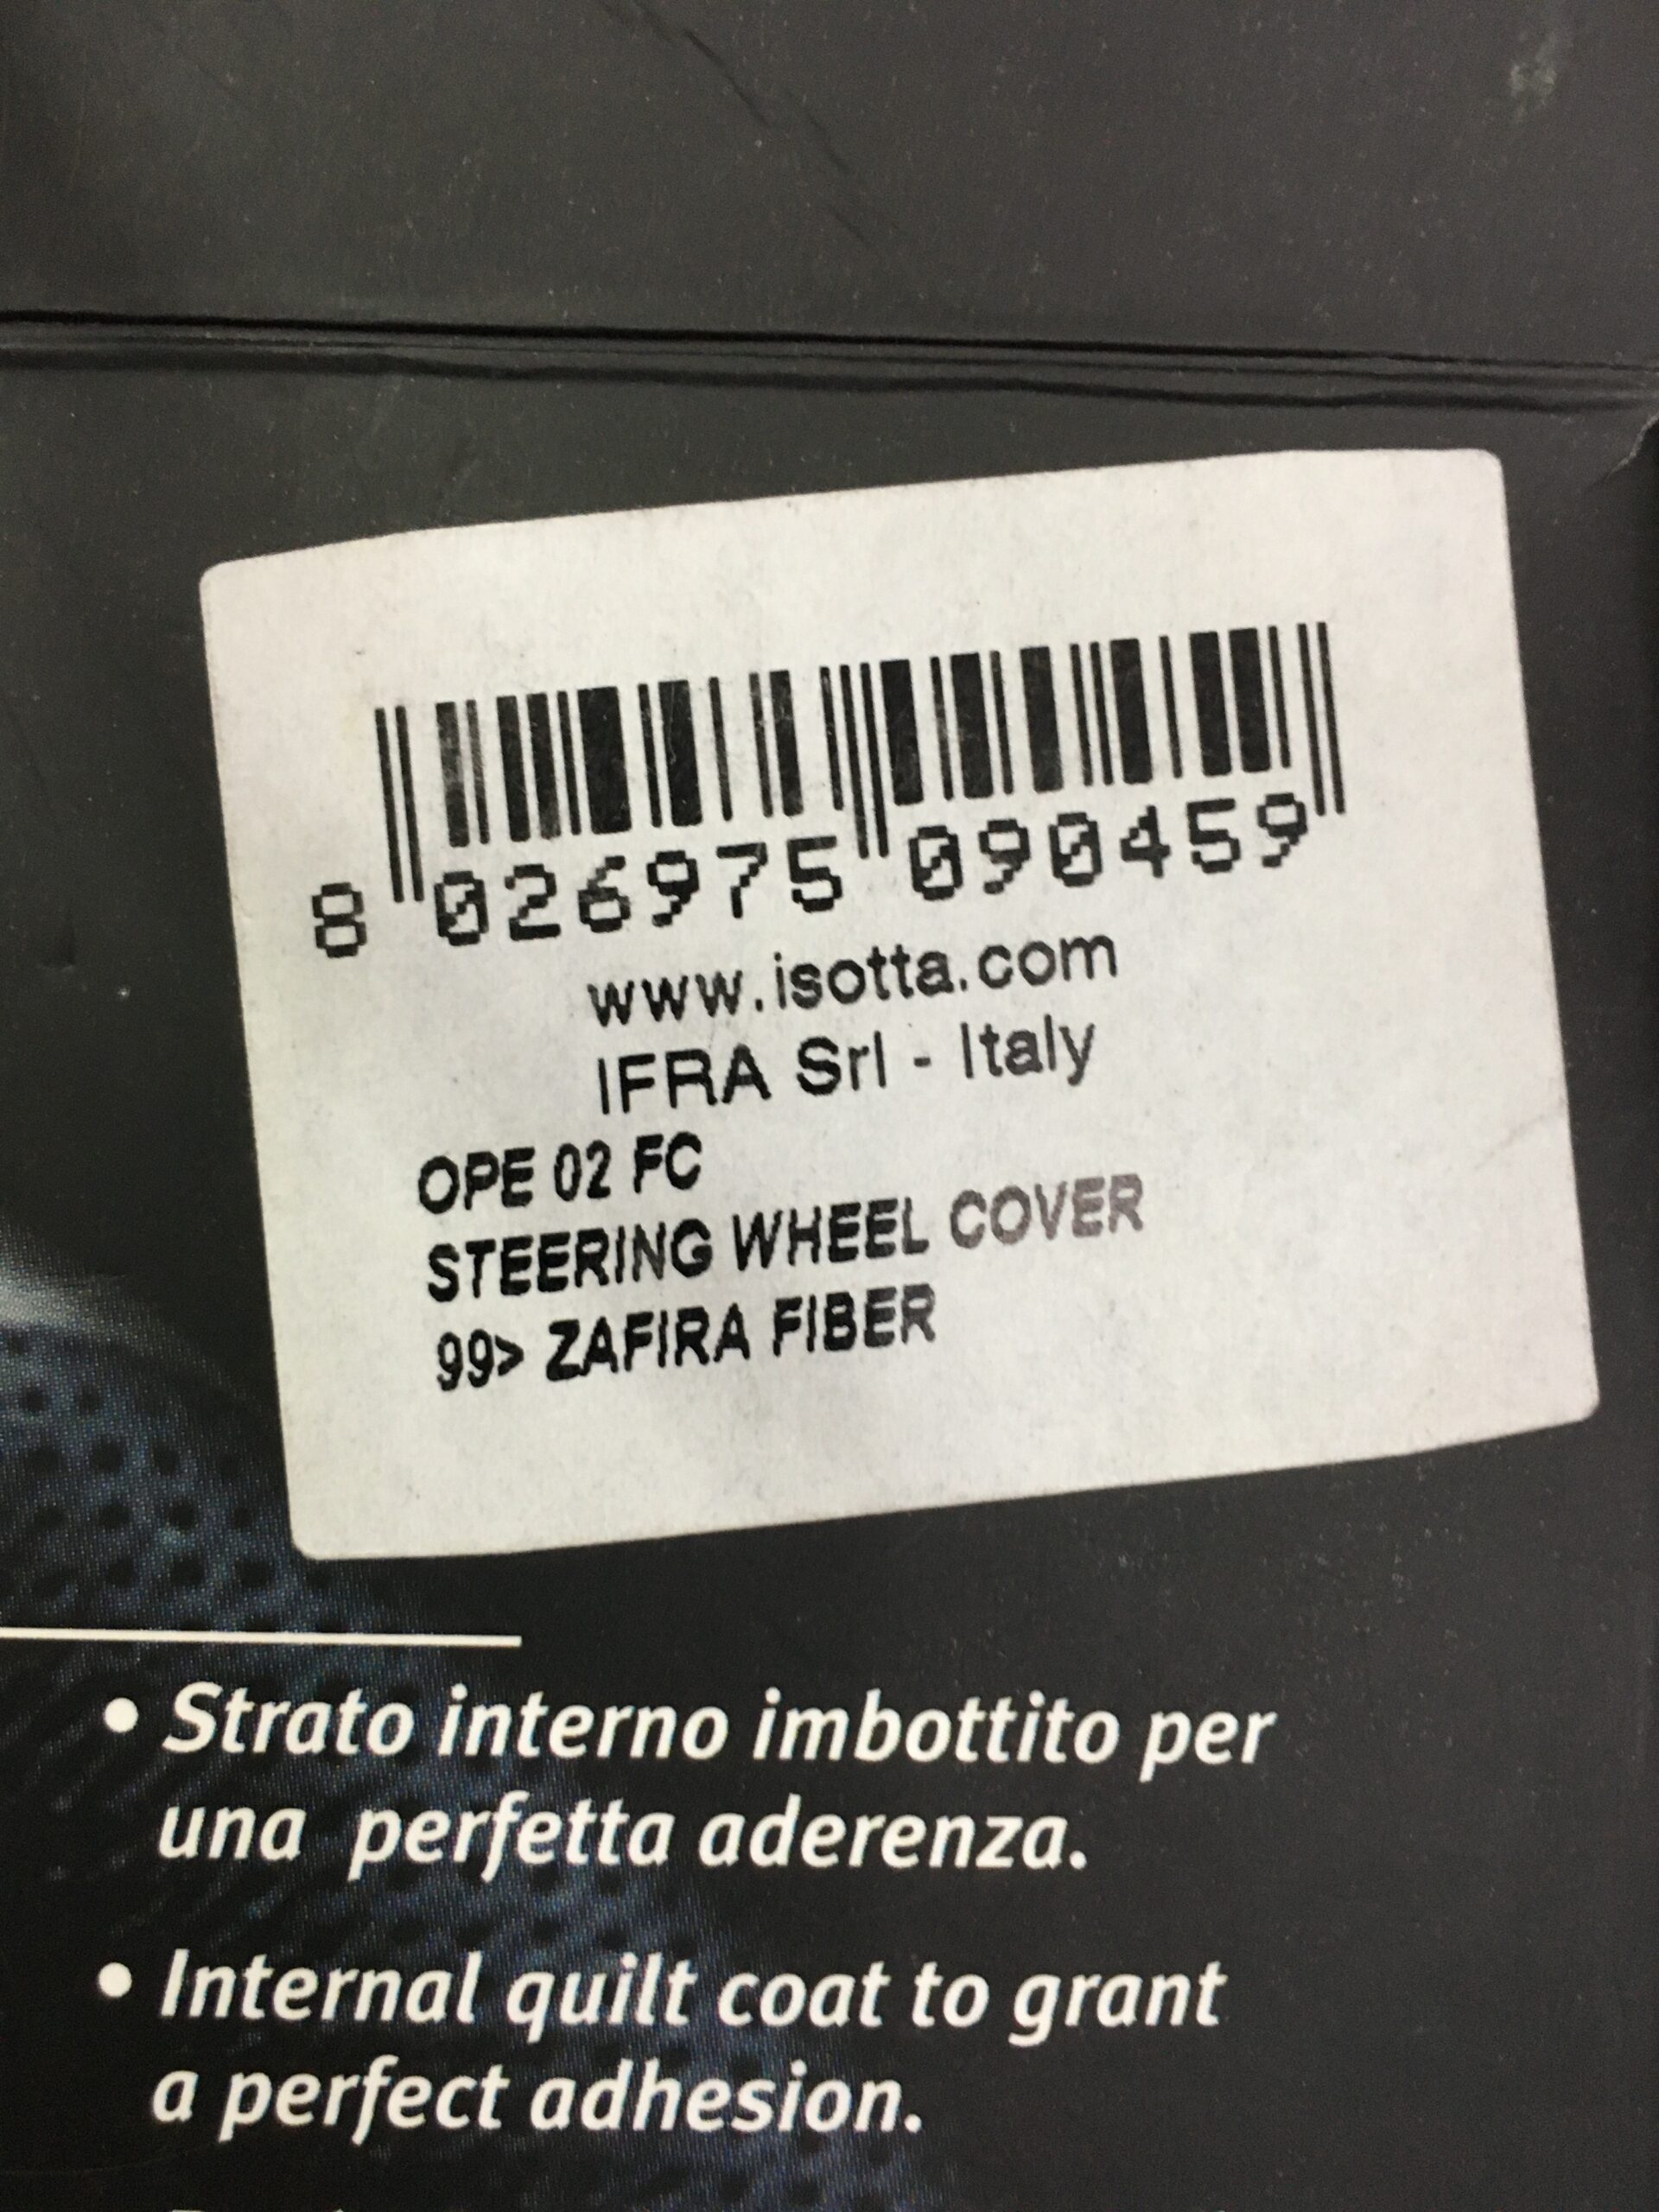 8 026975 090459
www.isotta.com
IFRA Srl - Italy
OPE 02 FC
STEERING WHEEL COVER
99> ZAFIRA FIBER
• Strato interno imbottito per
una perfetta aderenza.
• Internal quilt coat to grant
a perfect adhesion.